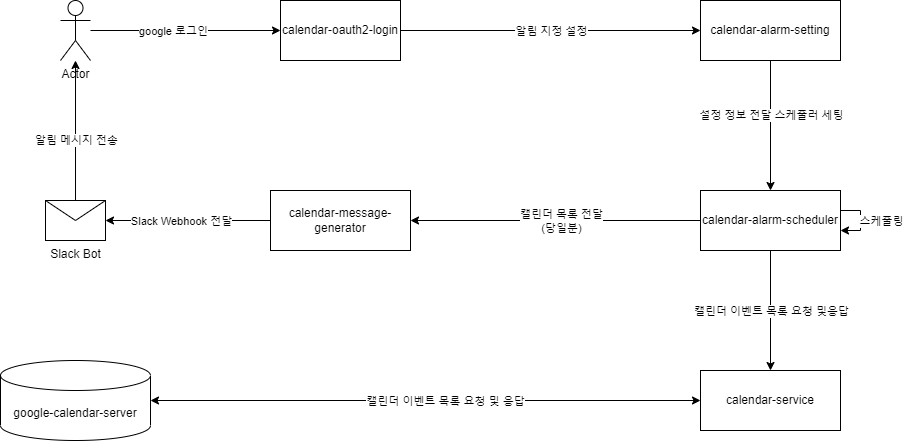 google 로그인
calendar-oauth2-login
알림 지정 설정
calendar-alarm-setting
Actor
설정 정보 전달 스케풀러 세팅
알림 메시지 전송
Slack Bot
Slack Webhook 전달
calendar-message-
generator
캘린더 목록 전달
(당일분)
calendar-alarm-scheduler
스케풀링
캘린더 이벤트 목록 요청 및응답
google-calendar-server
캘린더 이벤트 목록 요청 및 응답
calendar-service